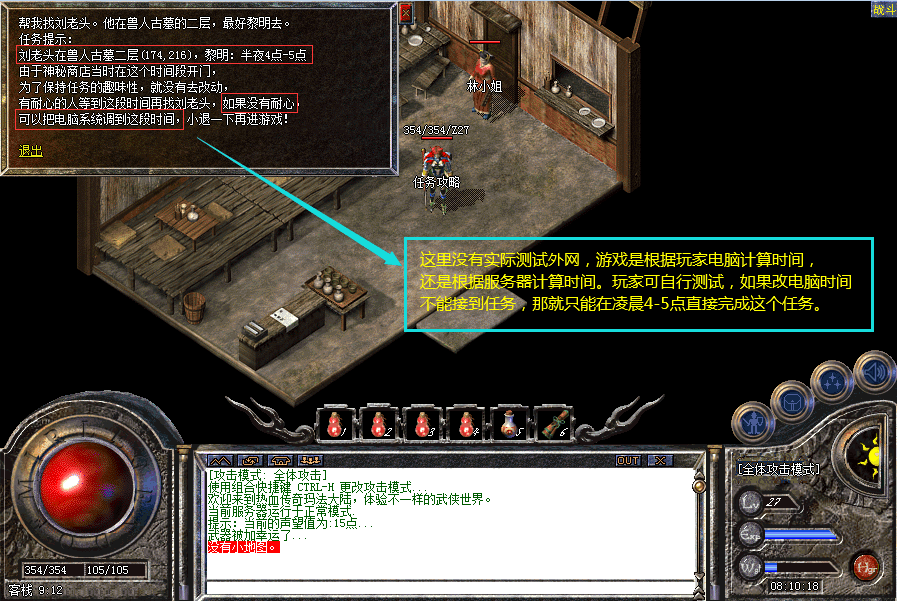 帮我找刘老头。他在兽人古墓的二层，最好黎明去。
任务提示:
刘老头在兽人古墓二层(174,216)，黎明：半夜4点-5点
由于神秘商店当时在这个时间段开门，
为了保持任务的趣味性，就没有去改动，
有耐心的人等到这段时间再找刘老头，如果没有耐心，
可以把电脑系统调到这段时间，小退一下再进游戏！
退出
战斗
林小姐
354/354/Z27
任务攻略
这里没有实际测试外网，游戏是根据玩家电脑计算时间，
还是根据服务器计算时间。玩家可自行测试，如果改电脑时间
不能接到任务，那就只能在凌晨4-5点直接完成这个任务。
1 2 3 4 5 6
OUT
[攻击模式: 全体攻击]
使用组合快捷键 CTRL-H 更改攻击模式...
欢迎来到热血传奇玛法大陆，体验不一样的武侠世界。
当前服务器运行于正常模式.
提示: 当前的声望值为:15点...
武器被加幸运了...
没有小地图。
[全体攻击模式]
Lv 27
Exp
W
Hgr
354/354 105/105
客栈 9:12
08:10:18